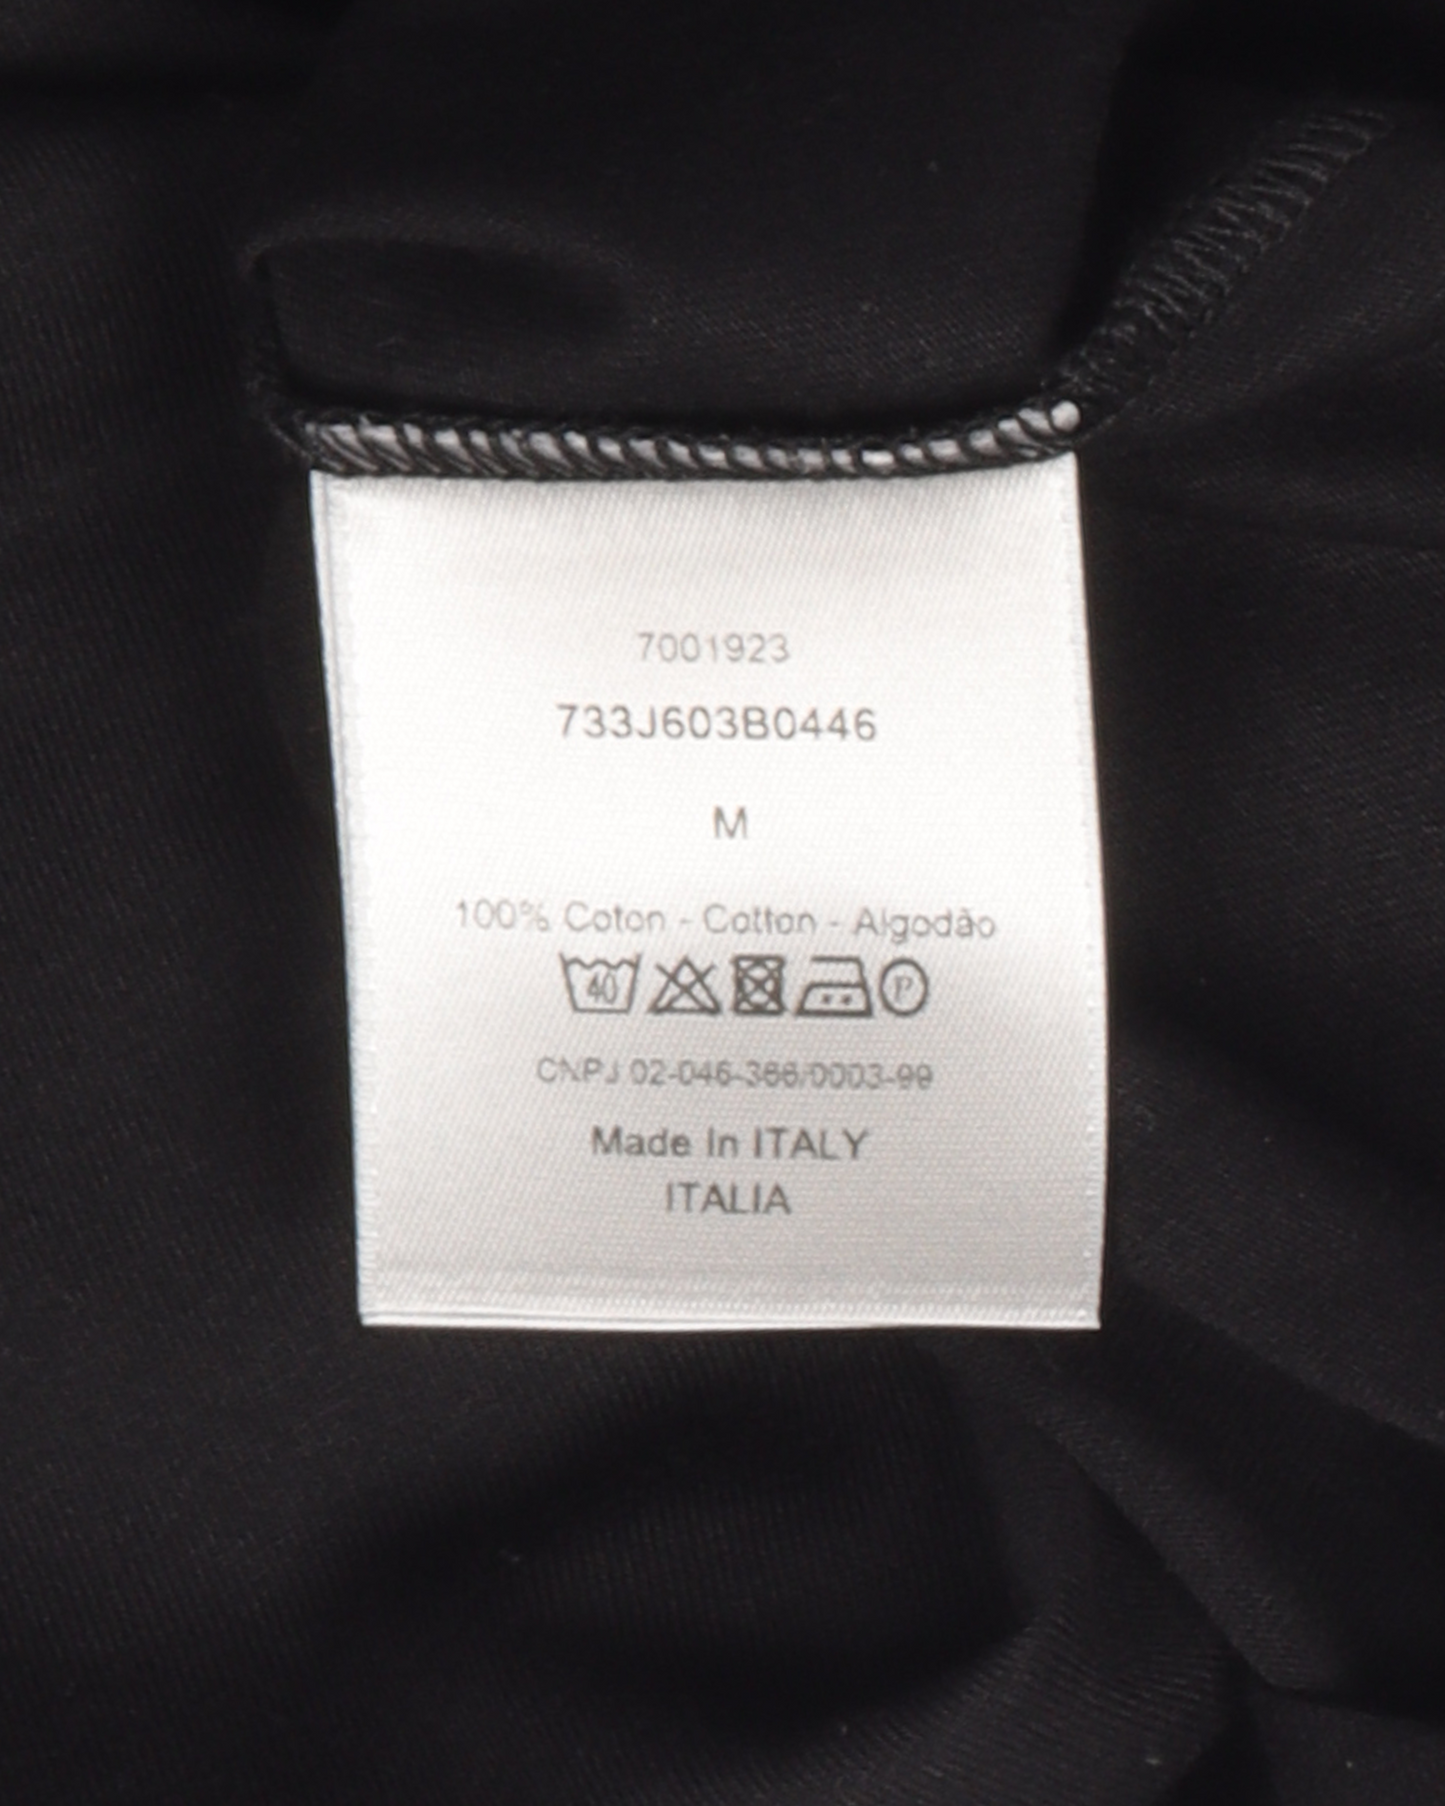 7001923
733J603B0446
M
100% Coton - Cotton - Algodão
40 P
CNPJ 02-046-366/0003-99
Made In ITALY
ITALIA